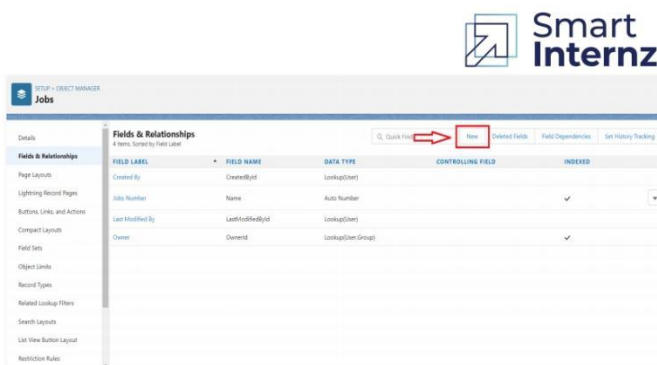 Smart
Internz
SETUP > OBJECT MANAGER
Jobs
Details
Fields & Relationships
Page Layouts
Lightning Record Pages
Buttons, Links, and Actions
Compact Layouts
Field Sets
Object Limits
Record Types
Related Lookup Filters
Search Layouts
List View Button Layout
Restriction Rules
Fields & Relationships
4 Items, Sorted by Field Label
Quick Find
New
Deleted Fields
Field Dependencies
Set History Tracking
FIELD LABEL FIELD NAME DATA TYPE CONTROLLING FIELD INDEXED
Created By CreatedById Lookup(User)
Jobs Number Name Auto Number
Last Modified By LastModifiedById Lookup(User)
Owner OwnerId Lookup(User,Group)